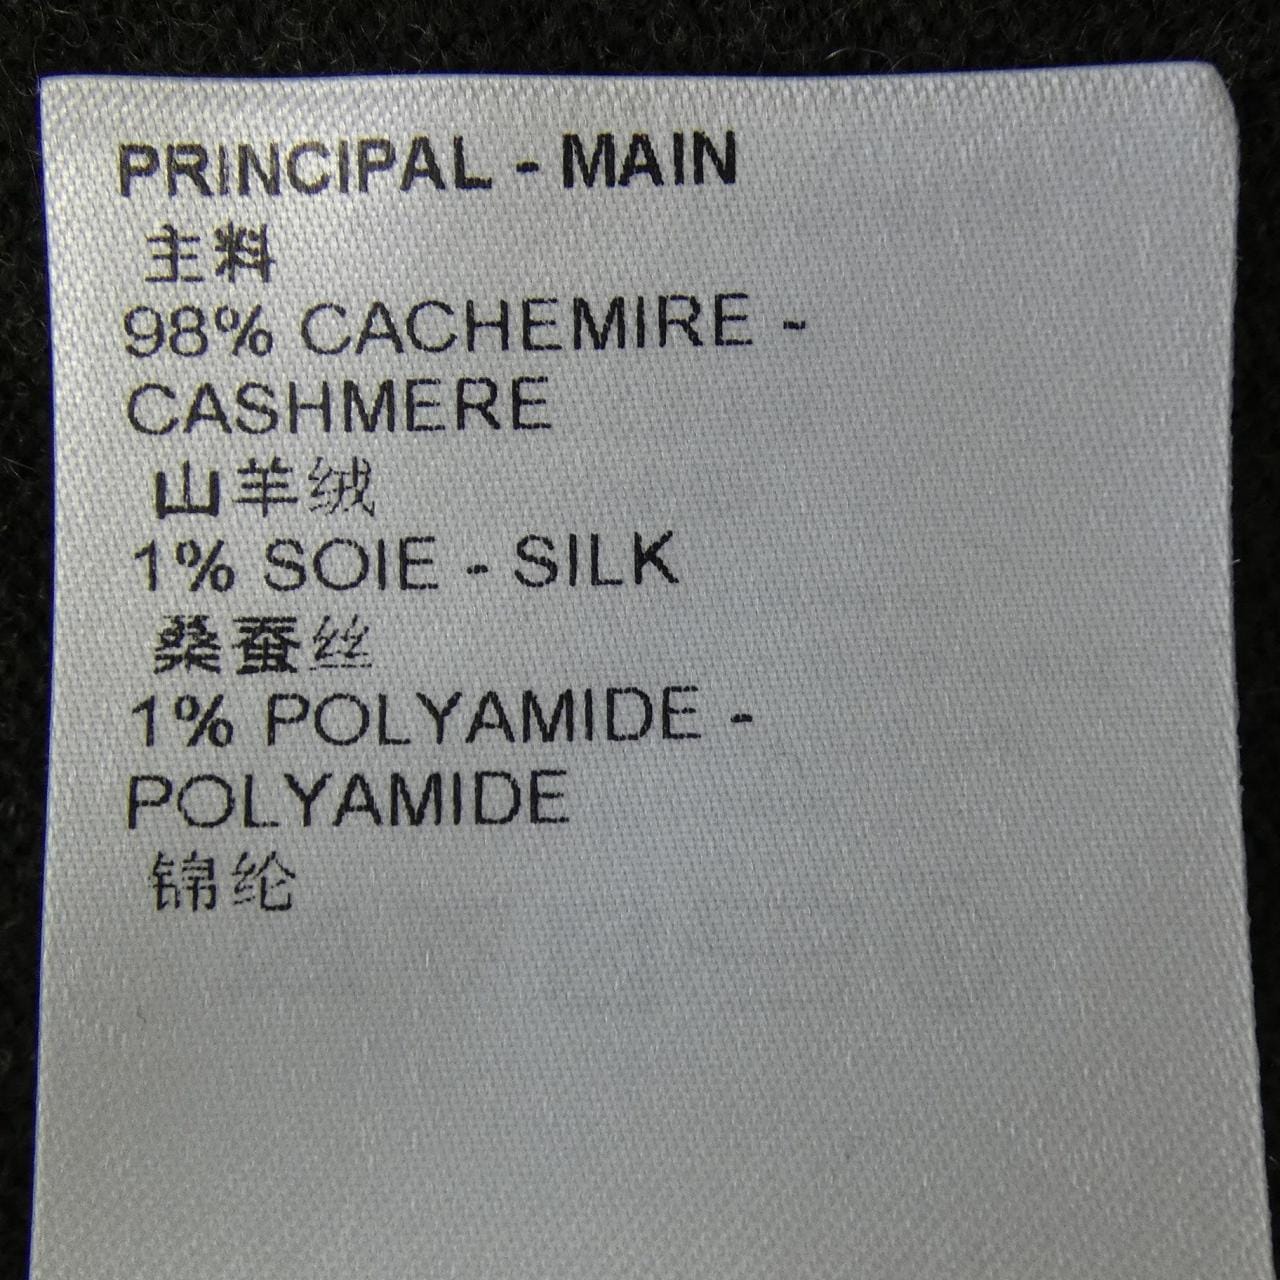 PRINCIPAL - MAIN
主料
98% CACHEMIRE -
CASHMERE
山羊绒
1% SOIE - SILK
桑蚕丝
1% POLYAMIDE -
POLYAMIDE
锦纶